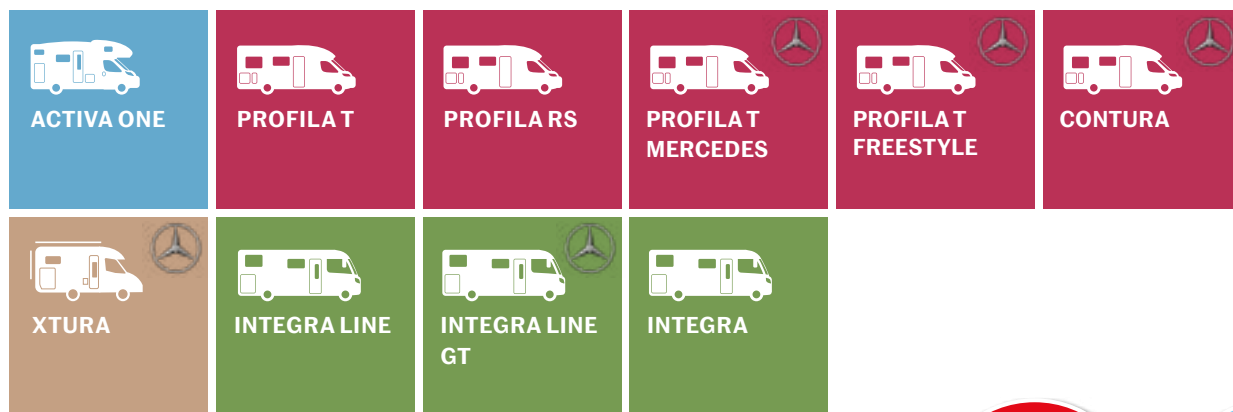 ACTIVA ONE
PROFILA T
PROFILA RS
PROFILA T
MERCEDES
PROFILA T
FREESTYLE
CONTURA
XTURA
INTEGRA LINE
INTEGRA LINE
GT
INTEGRA